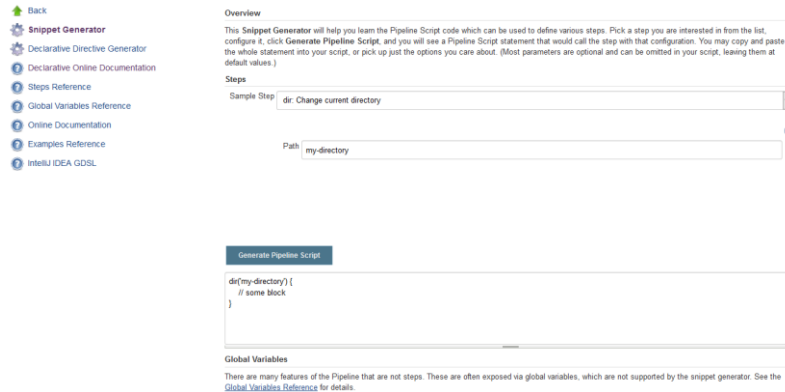 Back
Snippet Generator
Declarative Directive Generator
Declarative Online Documentation
Steps Reference
Global Variables Reference
Online Documentation
Examples Reference
IntelliJ IDEA GDSL
Overview
This Snippet Generator will help you learn the Pipeline Script code which can be used to define various steps. Pick a step you are interested in from the list,
configure it, click Generate Pipeline Script, and you will see a Pipeline Script statement that would call the step with that configuration. You may copy and paste
the whole statement into your script, or pick up just the options you care about. (Most parameters are optional and can be omitted in your script, leaving them at
default values.)
Steps
Sample Step dir: Change current directory
Path my-directory
Generate Pipeline Script
dir('my-directory') {
// some block
}
Global Variables
There are many features of the Pipeline that are not steps. These are often exposed via global variables, which are not supported by the snippet generator. See the
Global Variables Reference for details.